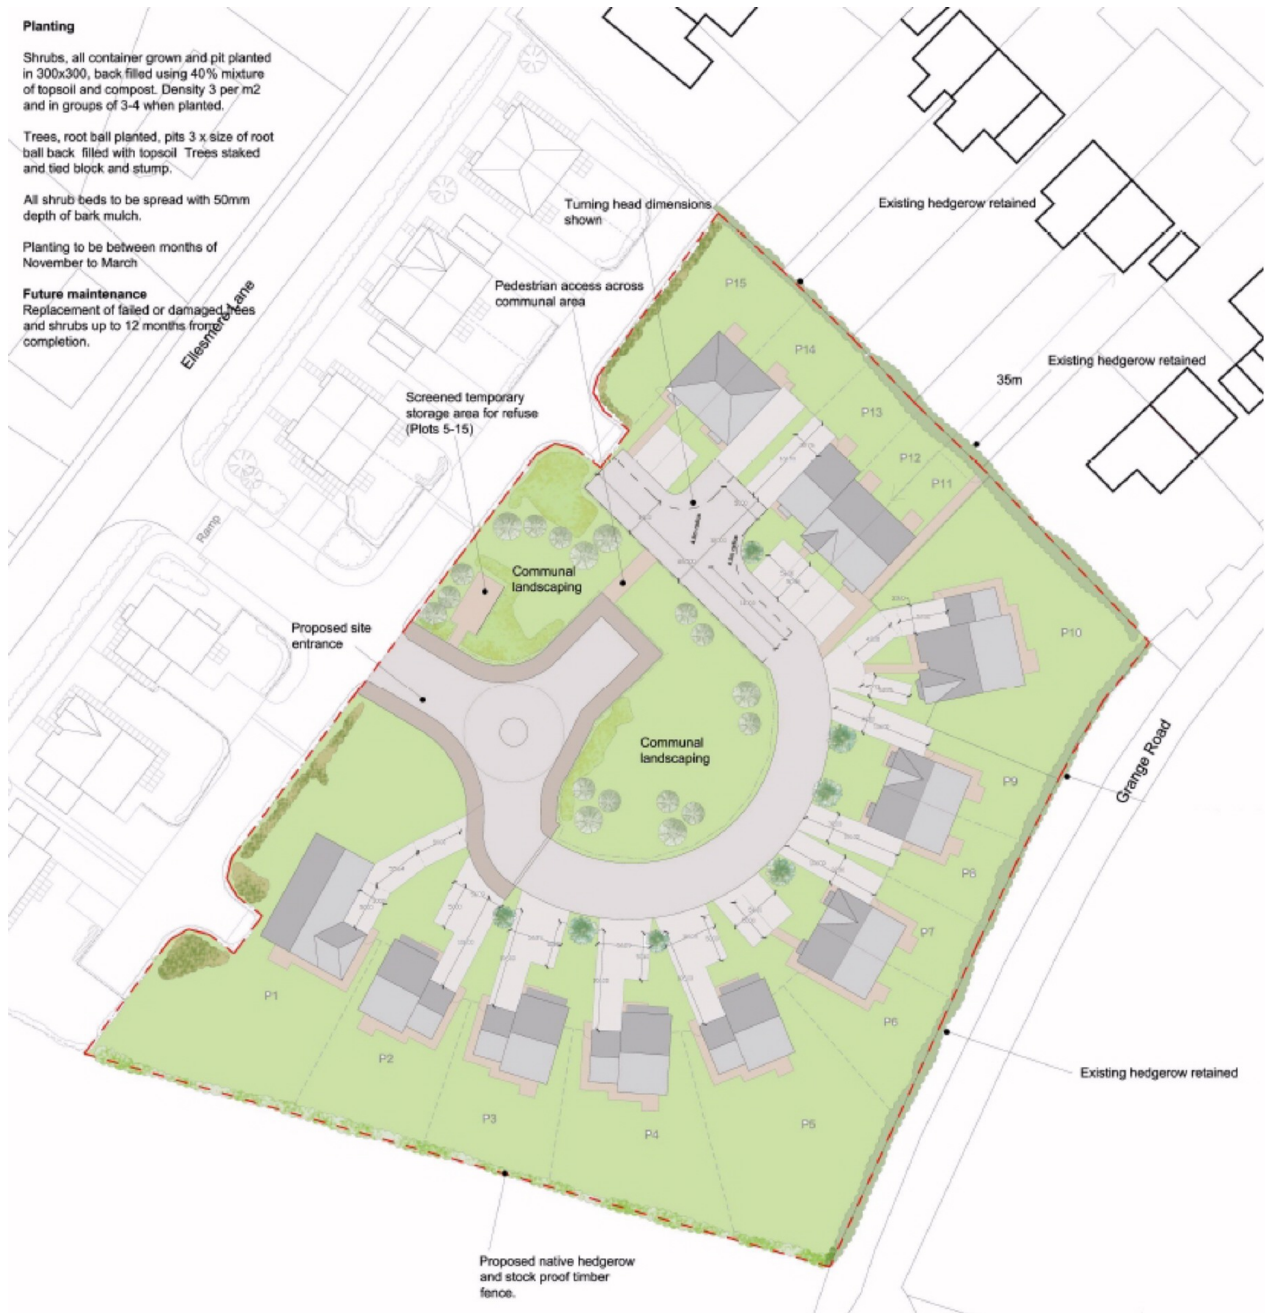 Planting
Shrubs, all container grown and pit planted
in 300x300, back filled using 40% mixture
of topsoil and compost. Density 3 per m2
and in groups of 3-4 when planted.
Trees, root ball planted, pits 3 x size of root
ball back filled with topsoil Trees staked
and tied block and stump.
All shrub beds to be spread with 50mm
depth of bark mulch.
Planting to be between months of
November to March
Future maintenance
Replacement of failed or damaged trees
and shrubs up to 12 months from
completion.
Ellesmere Lane
Turning head dimensions
shown
Existing hedgerow retained
Pedestrian access across
communal area
P15
P14
Existing hedgerow retained
35m
Screened temporary
storage area for refuse
(Plots 5-15)
P13
P12
P11
Ramp
Communal
landscaping
Proposed site
entrance
P10
Communal
landscaping
Grange Road
P9
P8
P7
P6
P1
P2
P3
P4
P5
Existing hedgerow retained
Proposed native hedgerow
and stock proof timber
fence.